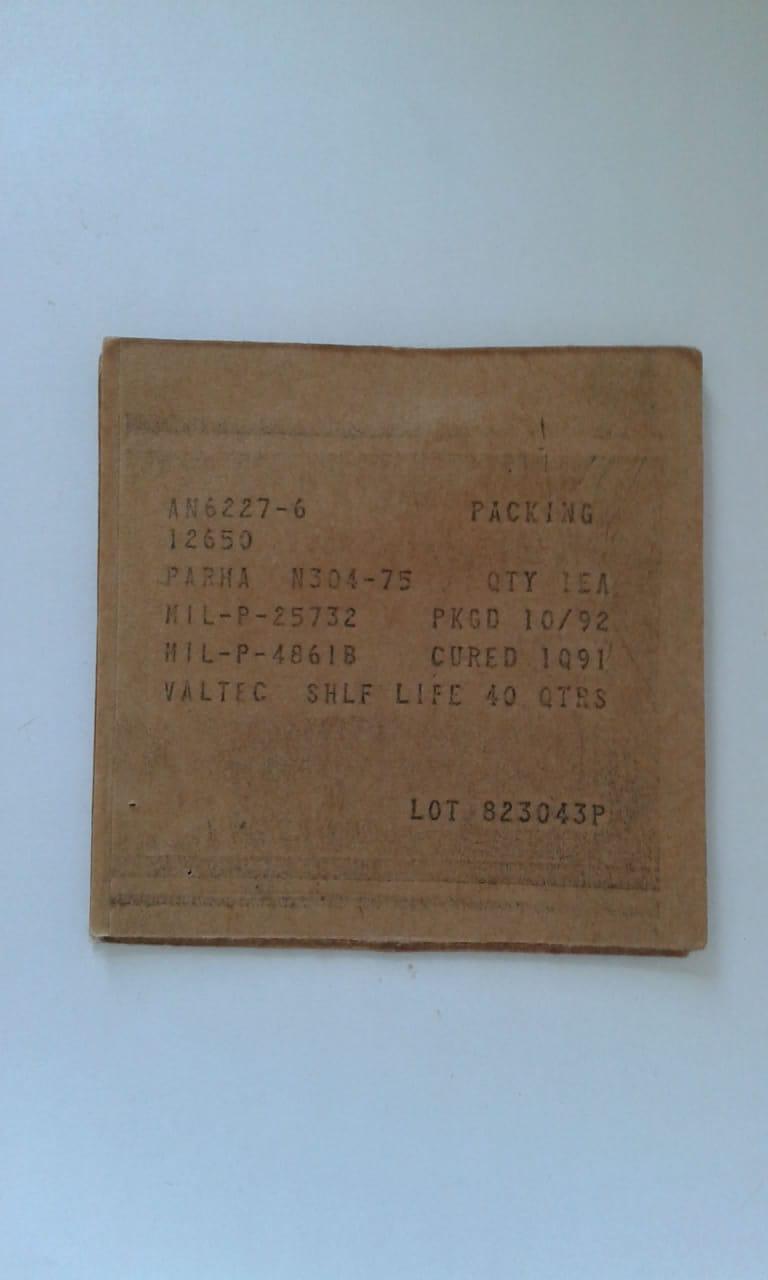 AN6227-6 PACKING
12650
PARHA N304-75 QTY 1EA
MIL-P-25732 PKGD 10/92
MIL-P-4861B CURED 1Q91
VALTEC SHLF LIFE 40 QTRS
LOT 823043P